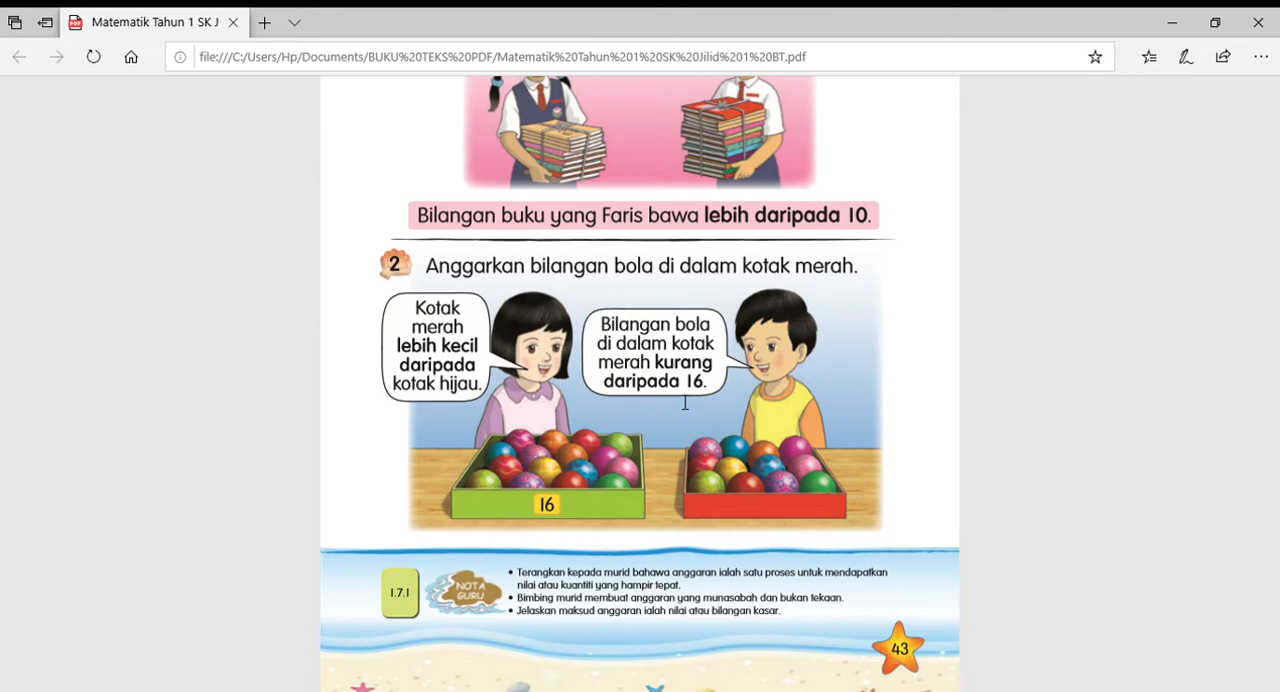 Matematik Tahun 1 SK J
file:///C:/Users/Hp/Documents/BUKU%20TEKS%20PDF/Matematik%20Tahun%201%20SK%20Jilid%201%20BT.pdf
Bilangan buku yang Faris bawa lebih daripada 10.
2 Anggarkan bilangan bola di dalam kotak merah.
Kotak
merah
lebih kecil
daripada
kotak hijau.
Bilangan bola
di dalam kotak
merah kurang
daripada 16.
16
1.7.1
NOTA
GURU
• Terangkan kepada murid bahawa anggaran ialah satu proses untuk mendapatkan
nilai atau kuantiti yang hampir tepat.
• Bimbing murid membuat anggaran yang munasabah dan bukan tekaan.
• Jelaskan maksud anggaran ialah nilai atau bilangan kasar.
43